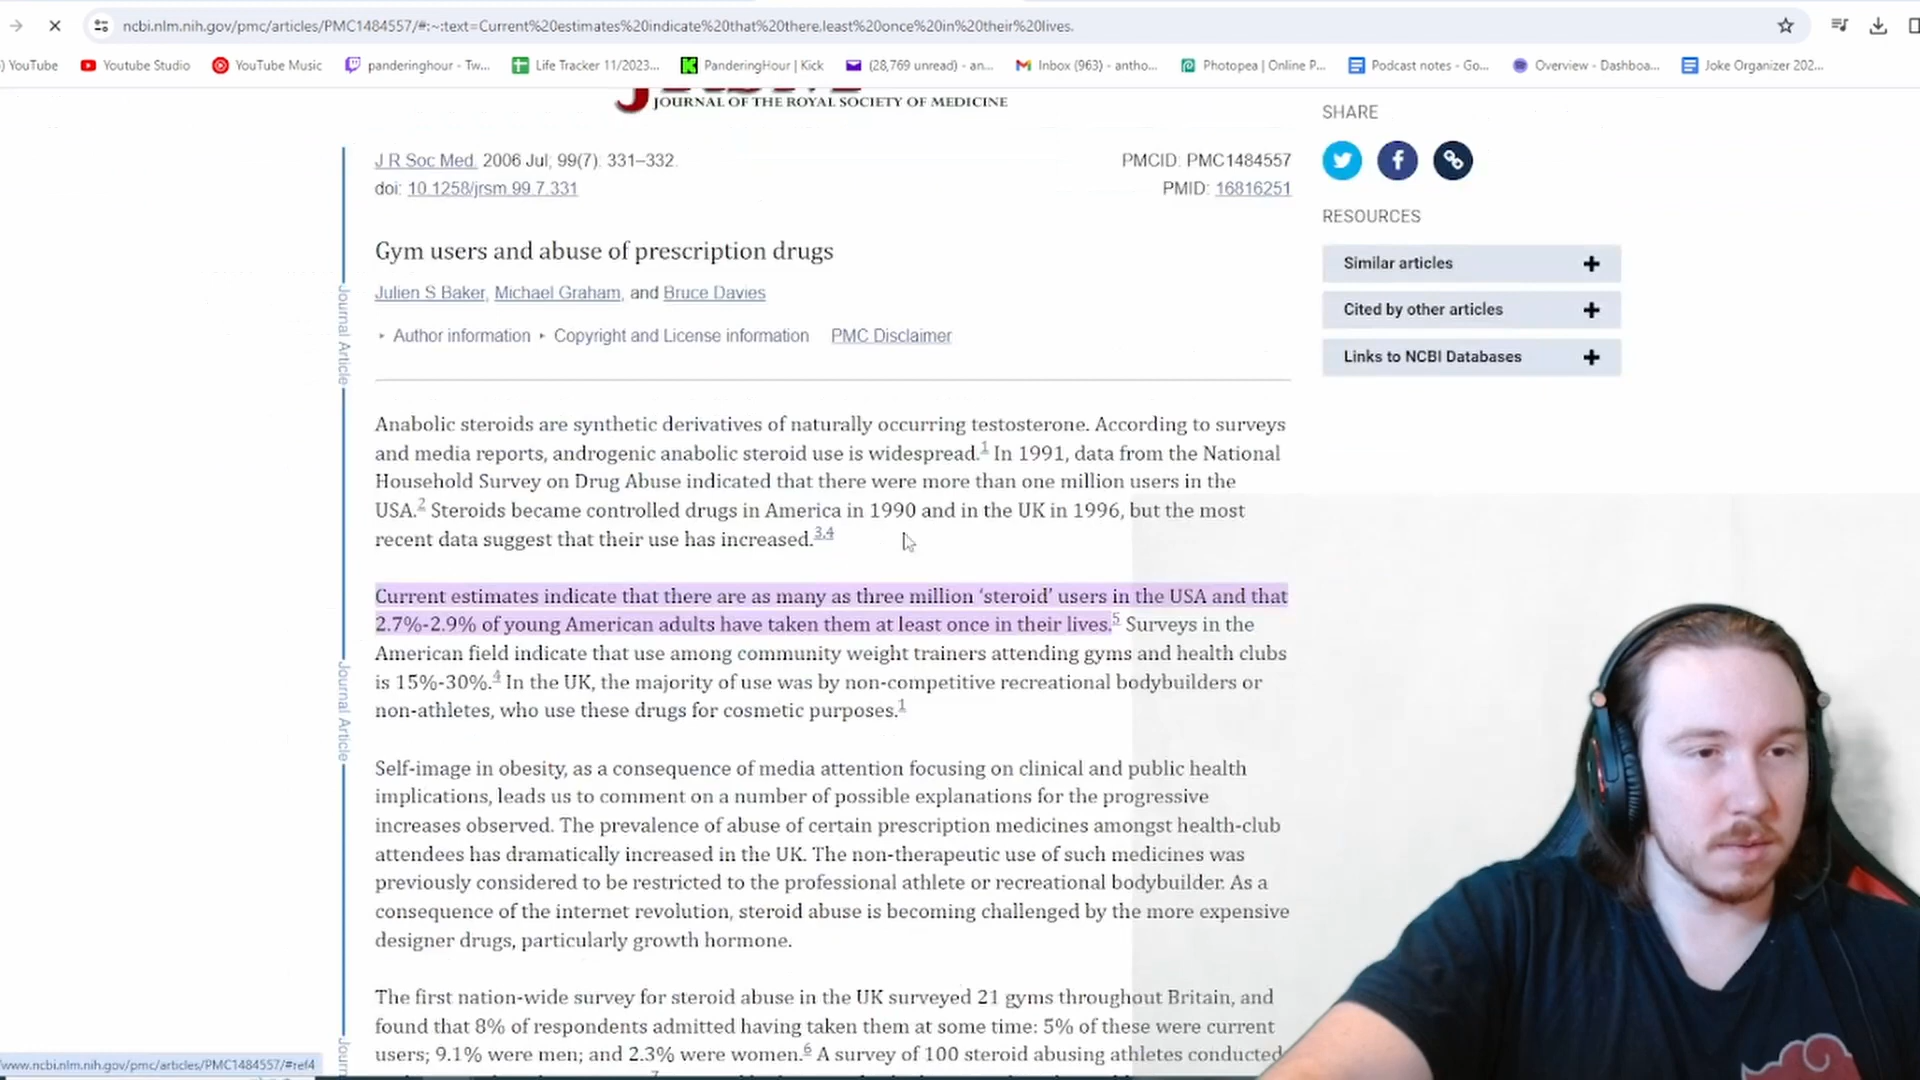 ncbi.nlm.nih.gov/pmc/articles/PMC1484557/#:~:text=Current%20estimates%20indicate%20that%20there,least%20once%20in%20their%20lives.
) YouTube Youtube Studio YouTube Music panderinghour - Tw... Life Tracker 11/2023... PanderingHour | Kick (28,769 unread) - an... Inbox (963) - antho... Photopea | Online P... Podcast notes - Go... Overview - Dashboa... Joke Organizer 202...
JOURNAL OF THE ROYAL SOCIETY OF MEDICINE
J R Soc Med. 2006 Jul; 99(7): 331–332.
PMCID: PMC1484557
doi: 10.1258/jrsm.99.7.331
PMID: 16816251
Gym users and abuse of prescription drugs
Julien S Baker, Michael Graham, and Bruce Davies
Author information Copyright and License information PMC Disclaimer
Anabolic steroids are synthetic derivatives of naturally occurring testosterone. According to surveys
and media reports, androgenic anabolic steroid use is widespread.1 In 1991, data from the National
Household Survey on Drug Abuse indicated that there were more than one million users in the
USA.2 Steroids became controlled drugs in America in 1990 and in the UK in 1996, but the most
recent data suggest that their use has increased.3,4
Current estimates indicate that there are as many as three million ‘steroid’ users in the USA and that
2.7%-2.9% of young American adults have taken them at least once in their lives.5 Surveys in the
American field indicate that use among community weight trainers attending gyms and health clubs
is 15%-30%.4 In the UK, the majority of use was by non-competitive recreational bodybuilders or
non-athletes, who use these drugs for cosmetic purposes.1
Self-image in obesity, as a consequence of media attention focusing on clinical and public health
implications, leads us to comment on a number of possible explanations for the progressive
increases observed. The prevalence of abuse of certain prescription medicines amongst health-club
attendees has dramatically increased in the UK. The non-therapeutic use of such medicines was
previously considered to be restricted to the professional athlete or recreational bodybuilder. As a
consequence of the internet revolution, steroid abuse is becoming challenged by the more expensive
designer drugs, particularly growth hormone.
The first nation-wide survey for steroid abuse in the UK surveyed 21 gyms throughout Britain, and
found that 8% of respondents admitted having taken them at some time: 5% of these were current
users; 9.1% were men; and 2.3% were women.6 A survey of 100 steroid abusing athletes conducted
Journal Article
Journal Article
SHARE
RESOURCES
Similar articles
Cited by other articles
Links to NCBI Databases
www.ncbi.nlm.nih.gov/pmc/articles/PMC1484557/#ref4